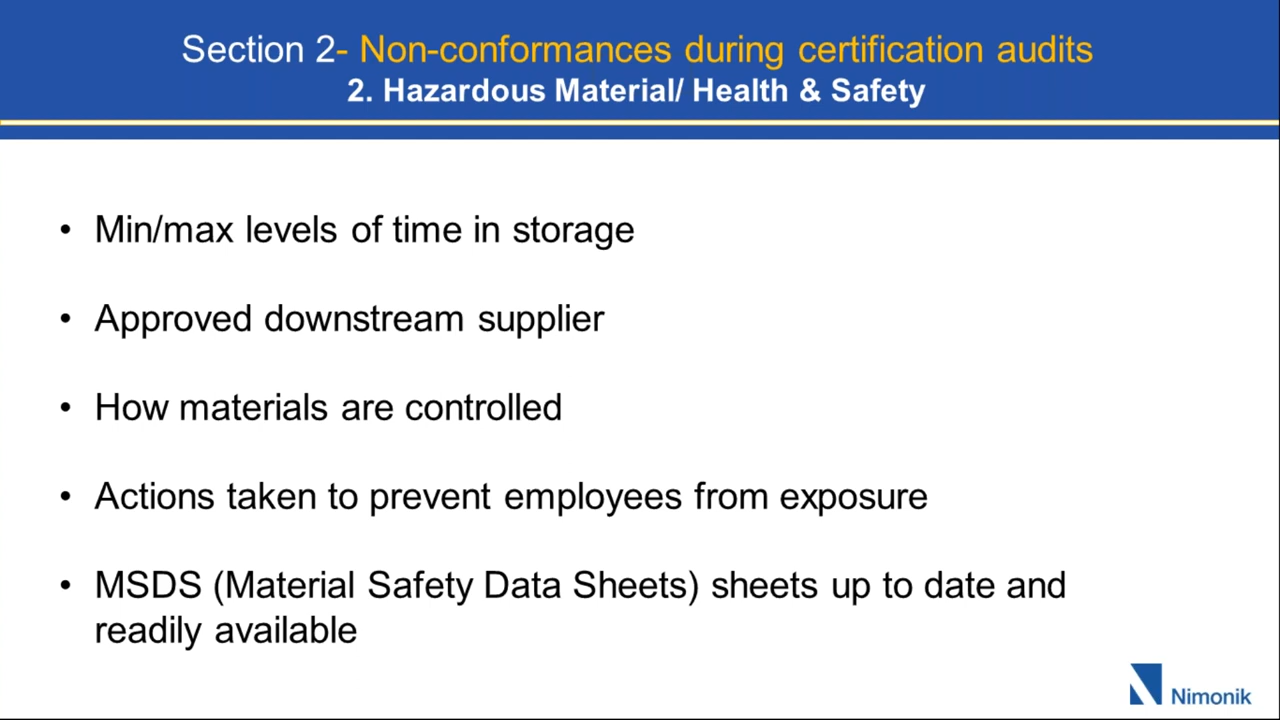 Section 2- Non-conformances during certification audits
2. Hazardous Material/ Health & Safety
• Min/max levels of time in storage
• Approved downstream supplier
• How materials are controlled
• Actions taken to prevent employees from exposure
• MSDS (Material Safety Data Sheets) sheets up to date and
readily available
Nimonik